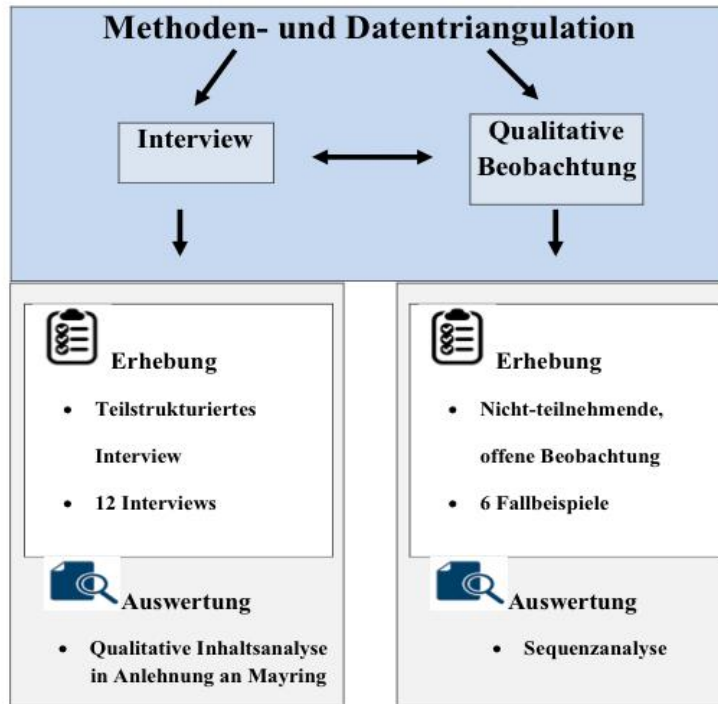 Methoden- und Datentriangulation
Interview
Qualitative
Beobachtung
Erhebung
• Teilstrukturiertes
Interview
• 12 Interviews
Auswertung
• Qualitative Inhaltsanalyse
in Anlehnung an Mayring
Erhebung
• Nicht-teilnehmende,
offene Beobachtung
• 6 Fallbeispiele
Auswertung
• Sequenzanalyse